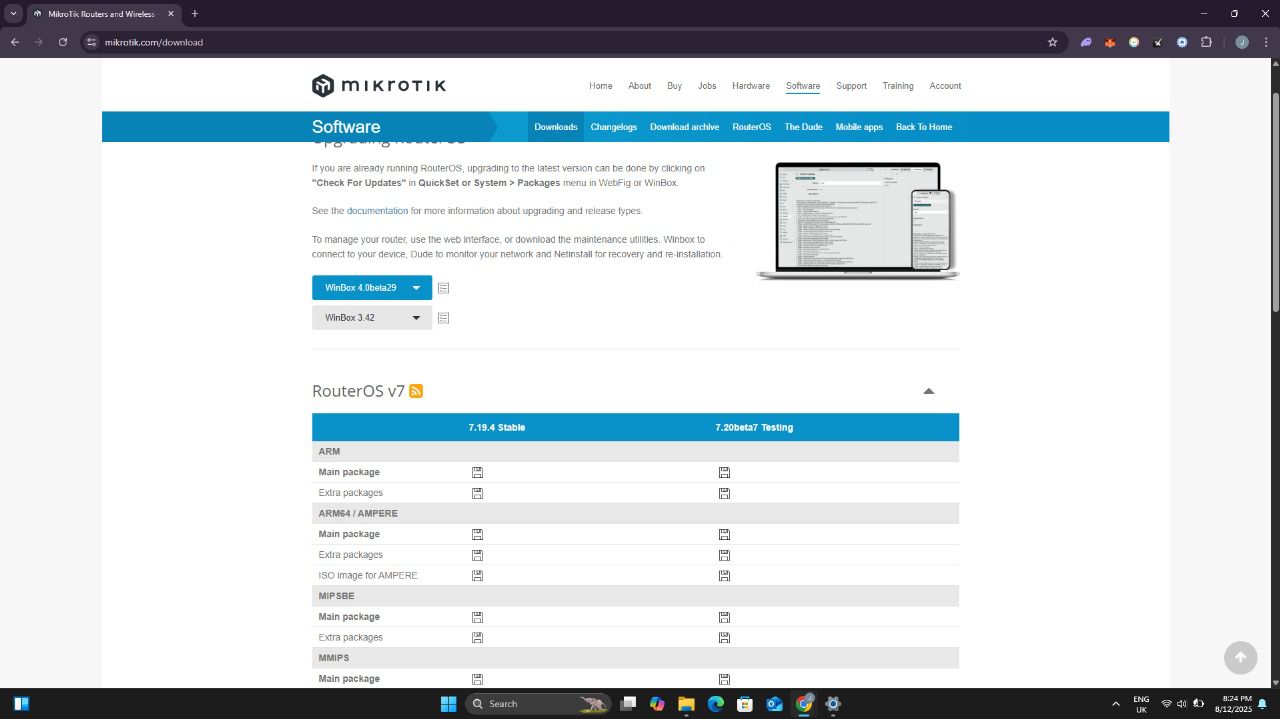 MikroTik Routers and Wireless -
mikrotik.com/download
J
mikrotik
Home About Buy Jobs Hardware Software Support Training Account
Software
Downloads Changelogs Download archive RouterOS The Dude Mobile apps Back To Home
Upgrading RouterOS
If you are already running RouterOS, upgrading to the latest version can be done by clicking on
"Check For Updates" in QuickSet or System > Packages menu in WebFig or WinBox.
See the documentation for more information about upgrading and release types.
To manage your router, use the web interface, or download the maintenance utilities. Winbox to
connect to your device, Dude to monitor your network and Netinstall for recovery and re-installation.
WinBox 4.0beta29
WinBox 3.42
RouterOS v7
7.19.4 Stable 7.20beta7 Testing
ARM
Main package
Extra packages
ARM64 / AMPERE
Main package
Extra packages
ISO image for AMPERE
MIPSBE
Main package
Extra packages
MMIPS
Main package
Search
ENG
UK
8:24 PM
8/12/2025